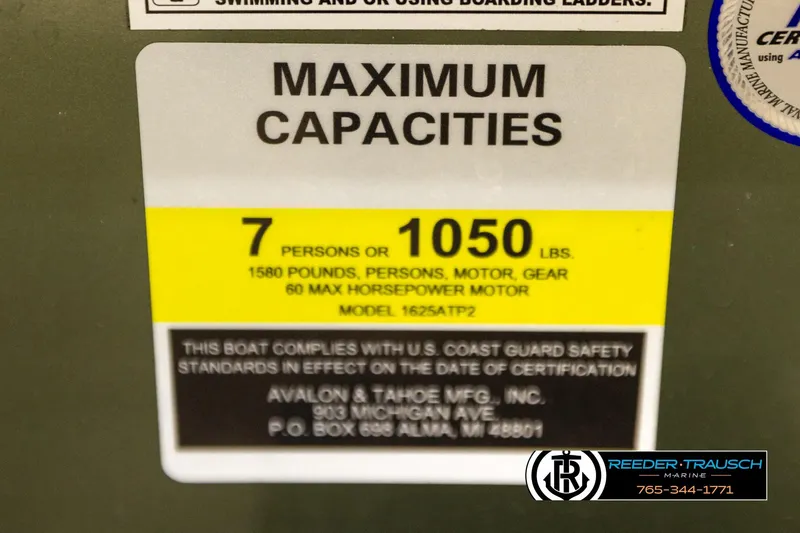 SWIMMING AND OR USING BOARDING LADDERS.
MAXIMUM
CAPACITIES
7 PERSONS OR 1050 LBS.
1580 POUNDS, PERSONS, MOTOR, GEAR
60 MAX HORSEPOWER MOTOR
MODEL 1625ATP2
THIS BOAT COMPLIES WITH U.S. COAST GUARD SAFETY
STANDARDS IN EFFECT ON THE DATE OF CERTIFICATION
AVALON & TAHOE MFG., INC.
903 MICHIGAN AVE.
P.O. BOX 698 ALMA, MI 48801
using
MARINE
REEDER·TRAUSCH
MARINE
765-344-1771